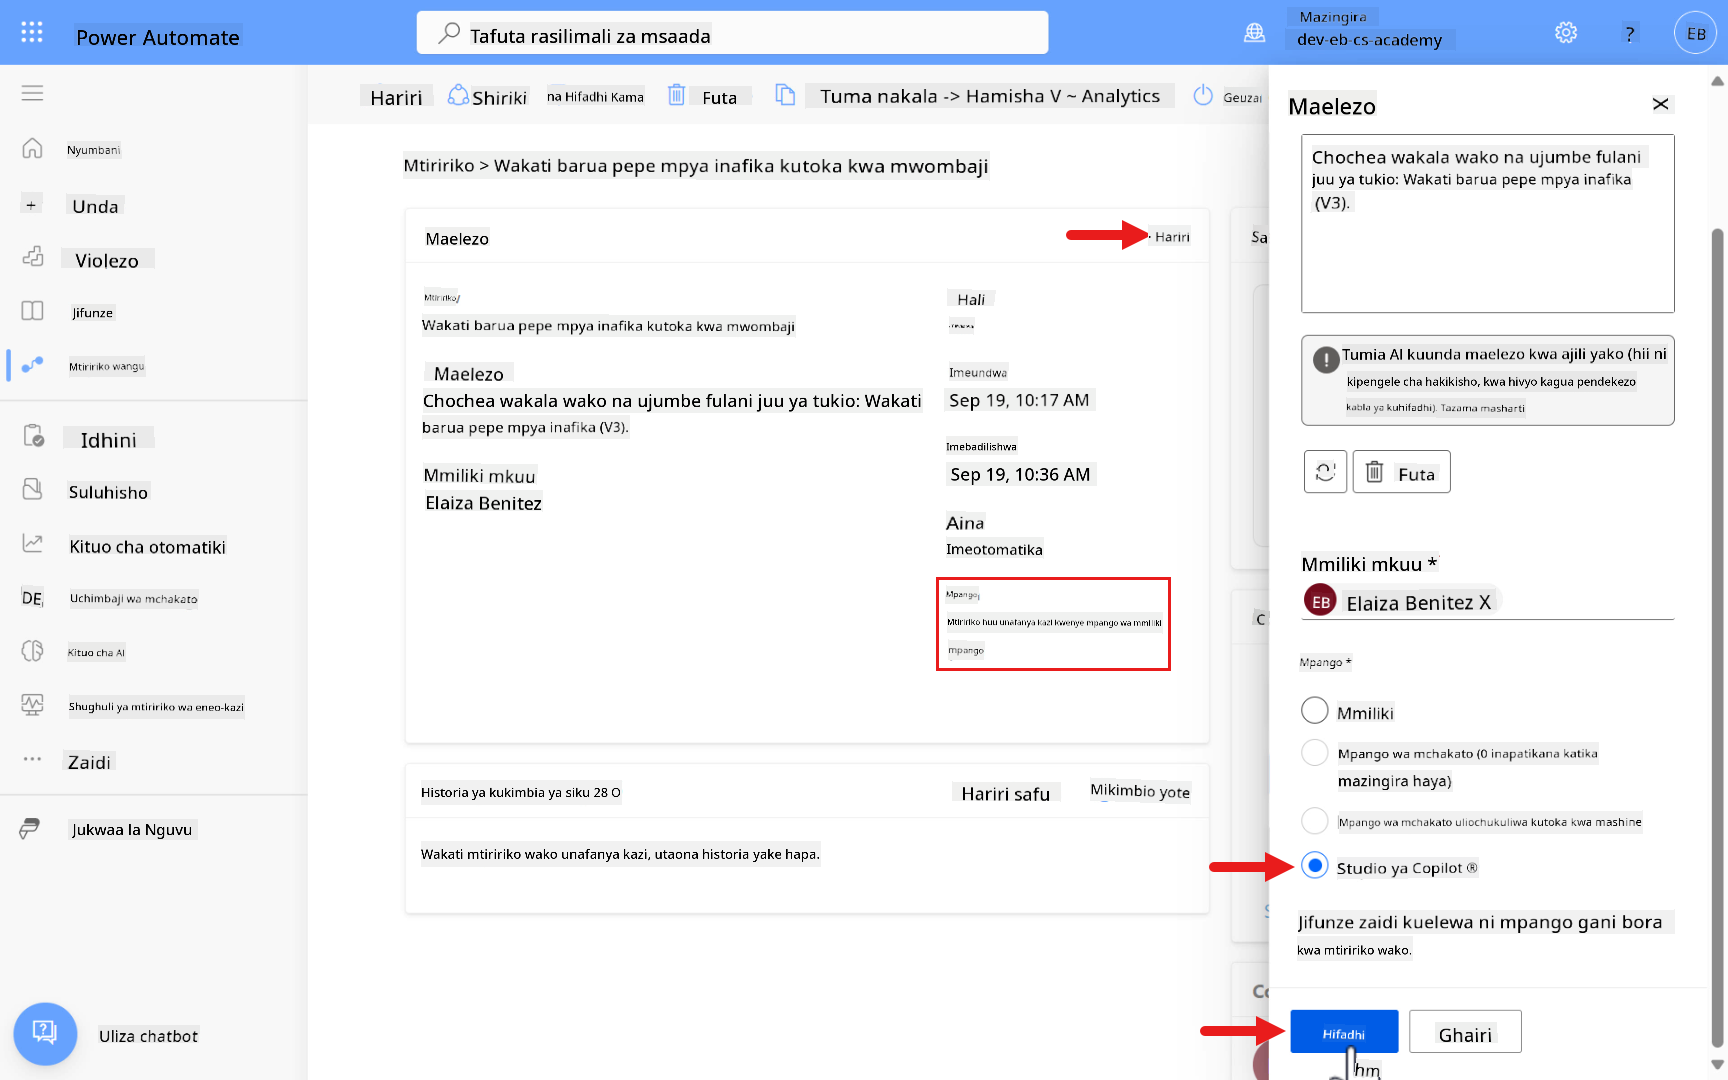 Power Automate
Tafuta rasilimali za msaada
Mazingira
dev-eb-cs-academy
?
EB
Hariri
Shiriki
na Hifadhi Kama
Futa
Tuma nakala -> Hamisha V ~ Analytics
Geuzai
Nyumbani
+ Unda
Violezo
Jifunze
Mtiririko wangu
Idhini
Suluhisho
Kituo cha otomatiki
DE, Uchimbaji wa mchakato
Kituo cha AI
Shughuli ya mtiririko wa eneo-kazi
... Zaidi
Jukwaa la Nguvu
Uliza chatbot
Mtiririko > Wakati barua pepe mpya inafika kutoka kwa mwombaji
Maelezo
Hariri
Mtiririko
Wakati barua pepe mpya inafika kutoka kwa mwombaji
Maelezo
Chochea wakala wako na ujumbe fulani juu ya tukio: Wakati
barua pepe mpya inafika (V3).
Mmiliki mkuu
Elaiza Benitez
Hali
Imeundwa
Sep 19, 10:17 AM
Imebadilishwa
Sep 19, 10:36 AM
Aina
Imeotomatika
Mpango
Mtiririko huu unafanya kazi kwenye mpango wa mmiliki
mpango
Historia ya kukimbia ya siku 28 O
Hariri safu
Mikimbio yote
Wakati mtiririko wako unafanya kazi, utaona historia yake hapa.
Sa
C
Co
Maelezo
Chochea wakala wako na ujumbe fulani
juu ya tukio: Wakati barua pepe mpya inafika
(V3).
Tumia AI kuunda maelezo kwa ajili yako (hii ni
kipengele cha hakikisho, kwa hivyo kagua pendekezo
kabla ya kuhifadhi). Tazama masharti
Futa
Mmiliki mkuu *
EB Elaiza Benitez X
Mpango *
Mmiliki
Mpango wa mchakato (0 inapatikana katika
mazingira haya)
Mpango wa mchakato uliochukuliwa kutoka kwa mashine
Studio ya Copilot ®
Jifunze zaidi kuelewa ni mpango gani bora
kwa mtiririko wako.
Hifadhi
Ghairi
hm